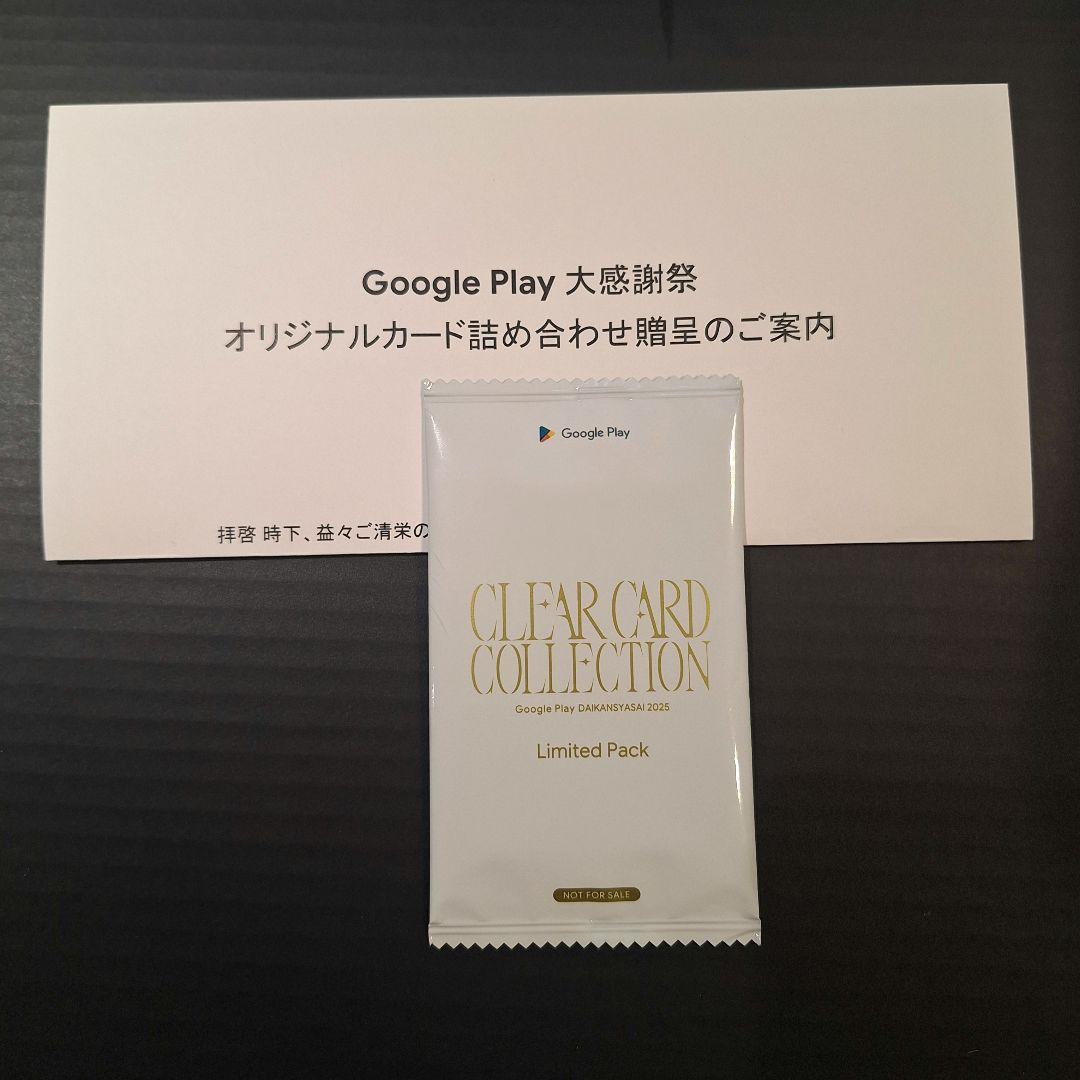 Google Play 大感謝祭
オリジナルカード詰め合わせ贈呈のご案内
拝啓 時下、益々ご清栄の
Google Play
CLEAR CARD
COLLECTION
Google Play DAIKANSYASAI 2025
Limited Pack
NOT FOR SALE